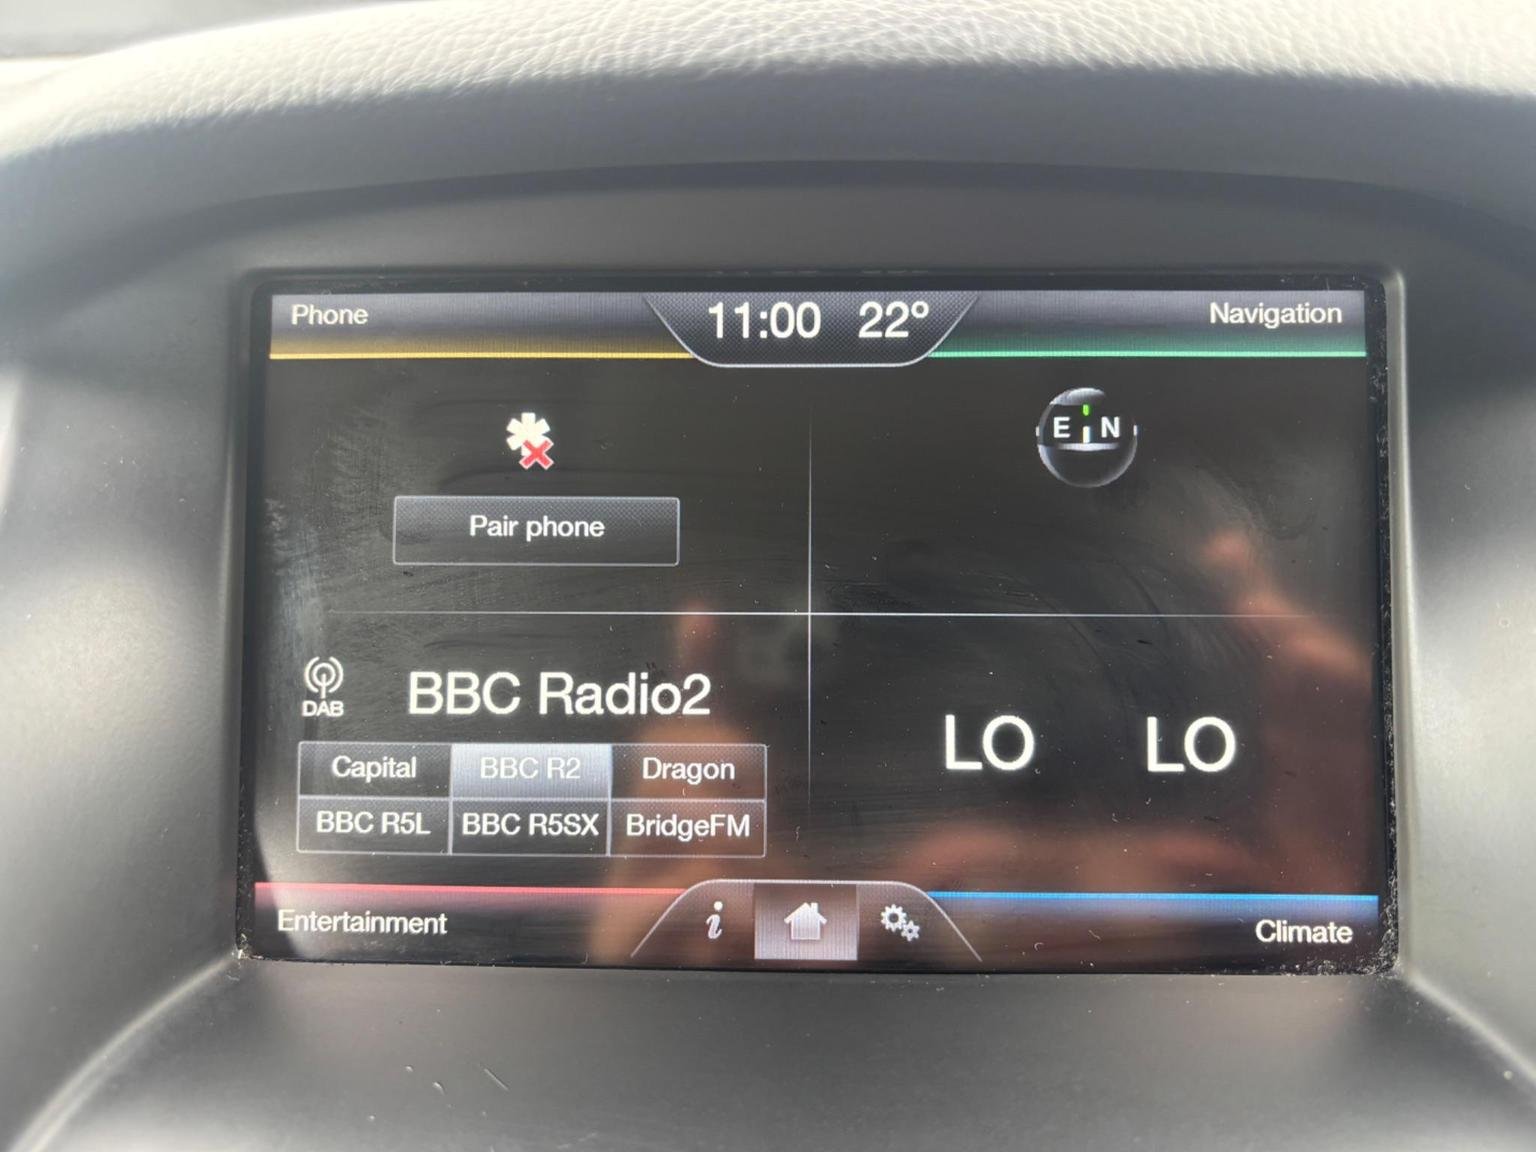 Phone
11:00 22°
Navigation
E N
Pair phone
DAB
BBC Radio2
Capital BBC R2 Dragon
BBC R5L BBC R5SX BridgeFM
LO LO
Entertainment
i
Climate